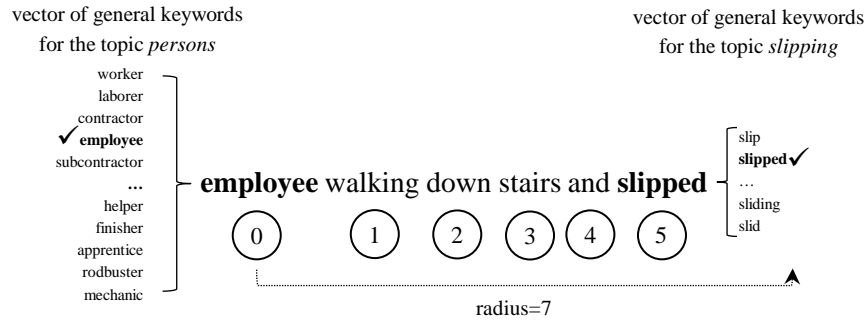 vector of general keywords
for the topic persons
worker
laborer
contractor
✓ employee
subcontractor
...
helper
finisher
apprentice
rodbuster
mechanic
employee walking down stairs and slipped
0 1 2 3 4 5
radius=7
vector of general keywords
for the topic slipping
slip
slipped ✓
...
sliding
slid